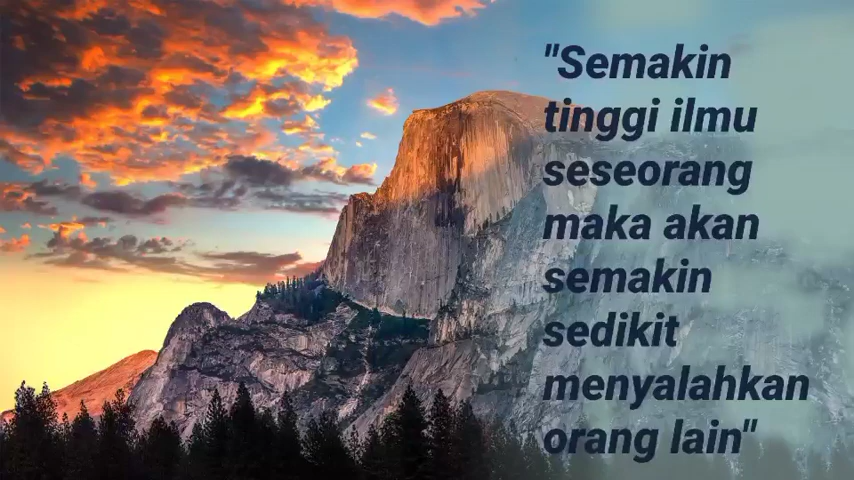 "Semakin
tinggi ilmu
seseorang
maka akan
semakin
sedikit
menyalahkan
orang lain"